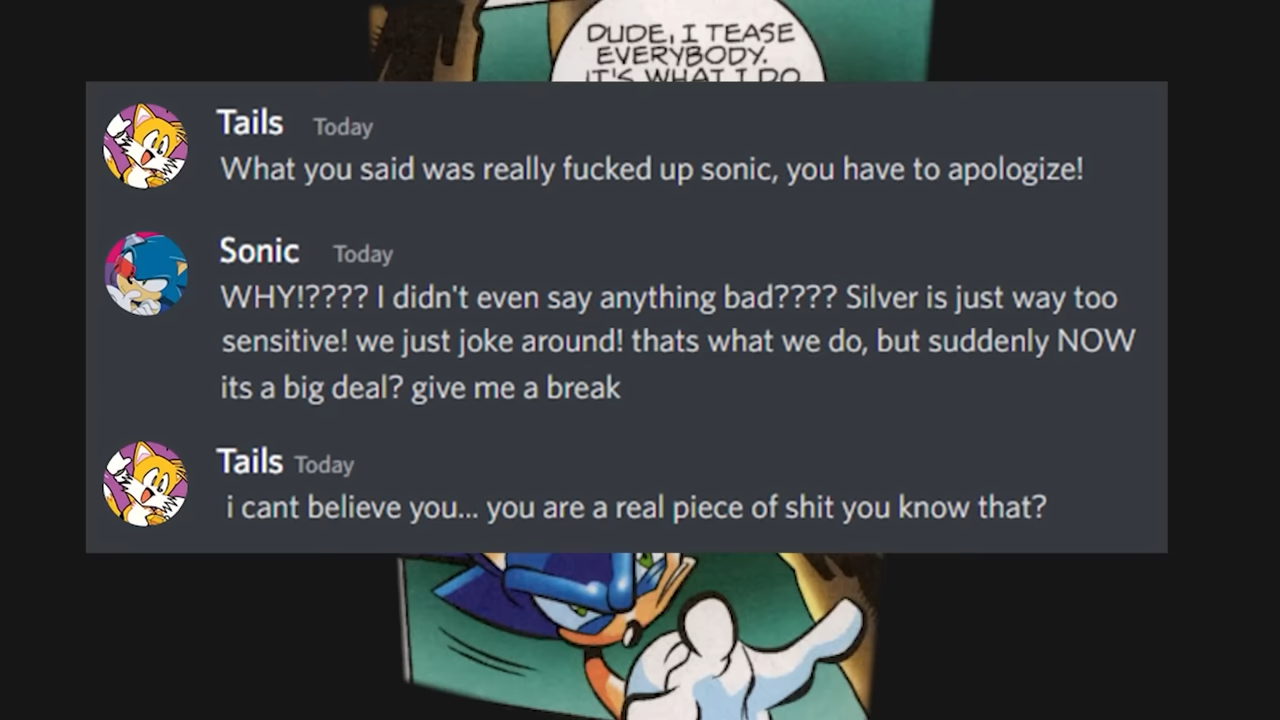 DUDE, I TEASE
EVERYBODY.
IT'S WHAT I DO
Tails Today
What you said was really fucked up sonic, you have to apologize!
Sonic Today
WHY!???? I didn't even say anything bad???? Silver is just way too
sensitive! we just joke around! thats what we do, but suddenly NOW
its a big deal? give me a break
Tails Today
i cant believe you... you are a real piece of shit you know that?